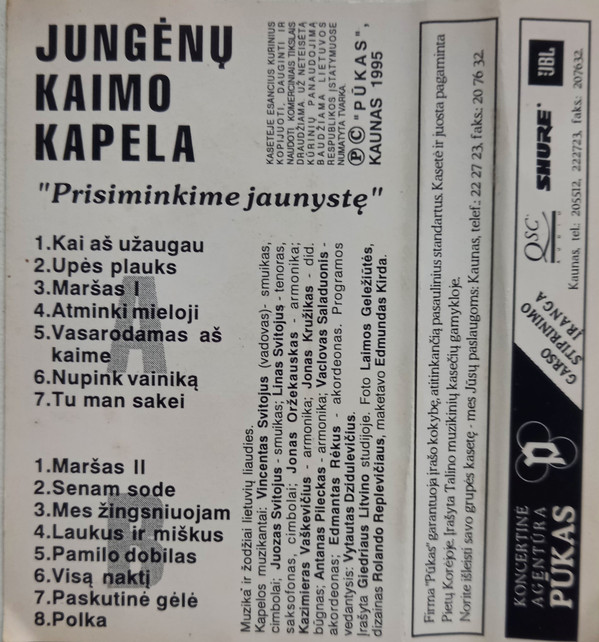 JUNGĖNŲ
KAIMO
KAPELA
KASETĖJE ESANČIUS KŪRINIUS
KOPIJUOTI, DAUGINTI IR
NAUDOTI KOMERCINIAIS TIKSLAIS
DRAUDŽIAMA. UŽ NETEISĖTĄ
KŪRINIŲ PANAUDOJIMĄ
BAUDŽIAMA LIETUVOS
RESPUBLIKOS ĮSTATYMUOSE
NUMATYTA TVARKA.
Ⓟ © "PŪKAS",
KAUNAS 1995
"Prisiminkime jaunystę"
A
1.Kai aš užaugau
2.Upės plauks
3.Maršas I
4.Atminki mieloji
5.Vasarodamas aš
kaime
6.Nupink vainiką
7.Tu man sakei
B
1.Maršas II
2.Senam sode
3.Mes žingsniuojam
4.Laukus ir miškus
5.Pamilo dobilas
6.Visą naktį
7.Paskutinė gėlė
8.Polka
Muzika ir žodžiai lietuvių liaudies.
Kapelos muzikantai: Vincentas Svitojus (vadovas)- smuikas,
cimbolai; Juozas Svitojus - smuikas; Linas Svitojus - tenoras,
saksofonas, cimbolai; Jonas Oržekauskas - armonika;
Kazimieras Vaškevičius - armonika; Jonas Kružikas - did.
būgnas; Antanas Pileckas - armonika; Vaclovas Saladuonis -
akordeonas; Edmantas Rėkus - akordeonas. Programos
vedantysis: Vytautas Dzidulevičius.
Įrašyta Giedriaus Litvino studijoje. Foto Laimos Geležiūtės,
dizainas Rolando Replevičiaus, maketavo Edmundas Kirda.
Firma "Pūkas" garantuoja įrašo kokybę, atitinkančią pasaulinius standartus. Kasetė ir juosta pagaminta
Pietų Korėjoje. Įrašyta Talino muzikinių kasečių gamykloje.
Norite išleisti savo grupės kasetę - mes Jūsų paslaugoms: Kaunas, telef.: 22 27 23, faks.: 20 76 32.
KONCERTINĖ
AGENTŪRA
PŪKAS
GARSO
STIPRINIMO
ĮRANGA
QSC
AUDIO
SHURE
JBL
Kaunas, tel.: 205512, 222723, faks: 207632.